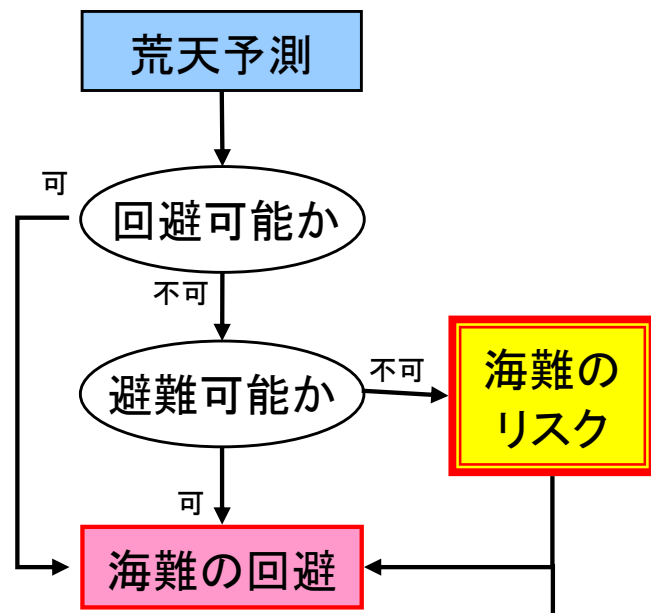 荒天予測
可
回避可能か
不可
避難可能か
不可
海難の
リスク
可
海難の回避